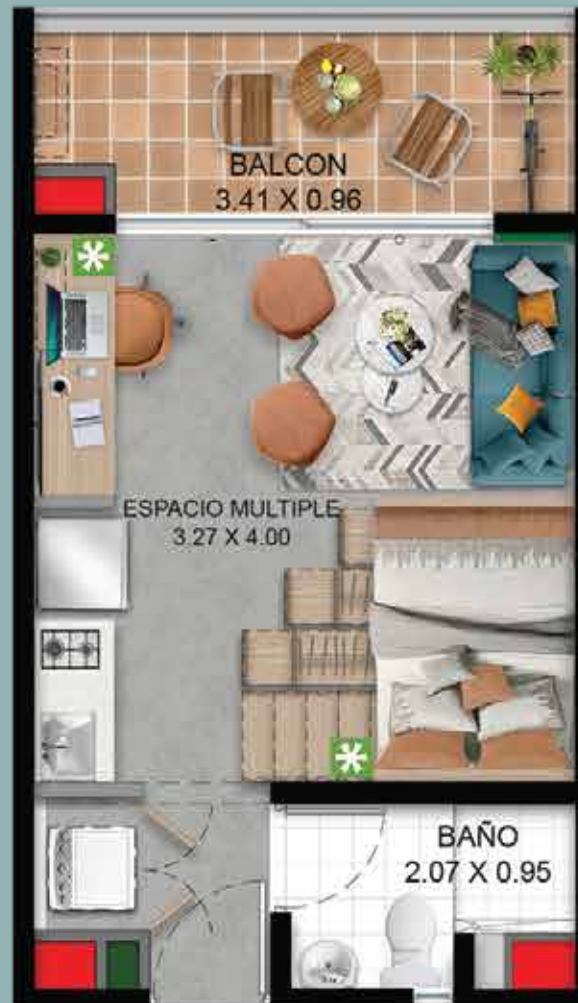 BALCON
3.41 X 0.96
ESPACIO MULTIPLE
3.27 X 4.00
BAÑO
2.07 X 0.95